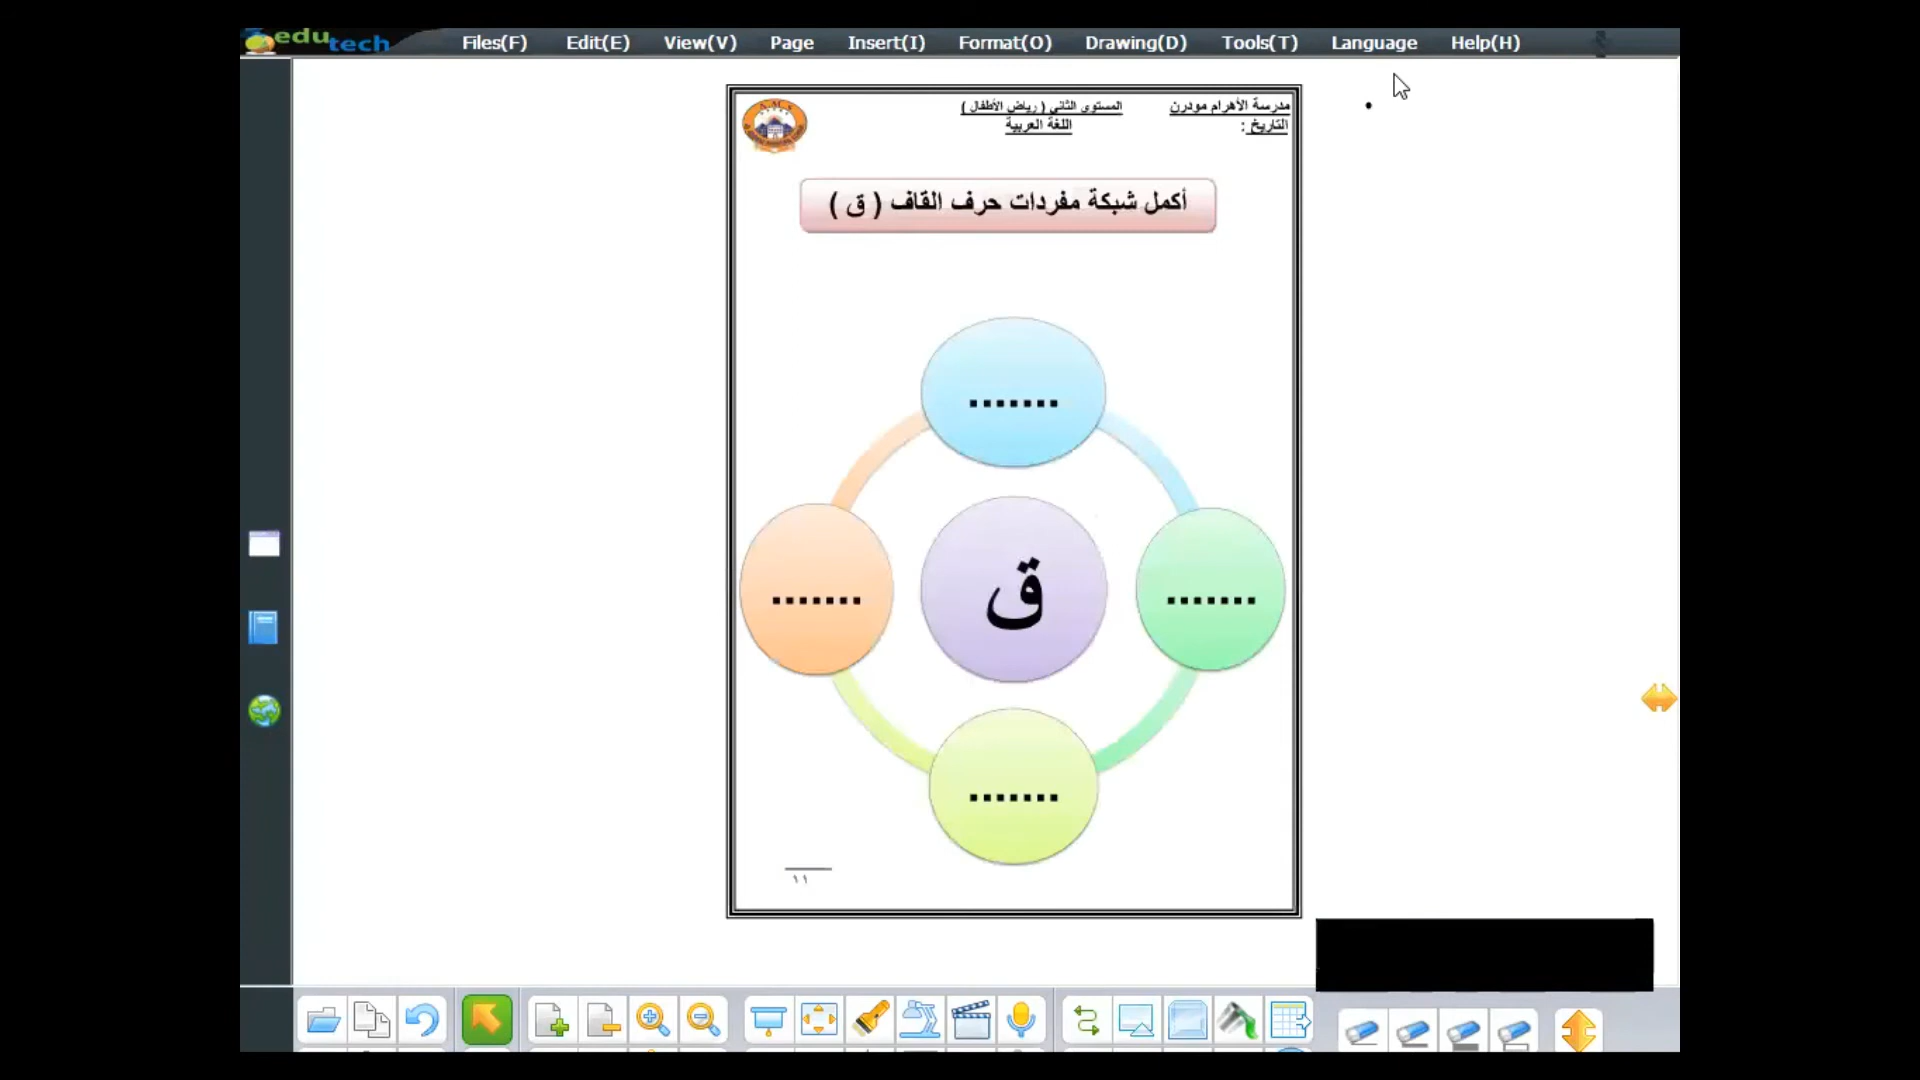 edutech
Files(F) Edit(E) View(V) Page Insert(I) Format(O) Drawing(D) Tools(T) Language Help(H)
مدرسة الأهرام مودرن
المستوى الثاني ( رياض الأطفال )
التاريخ :
اللغة العربية
أكمل شبكة مفردات حرف القاف ( ق )
.......
.......
ق
.......
.......
١١